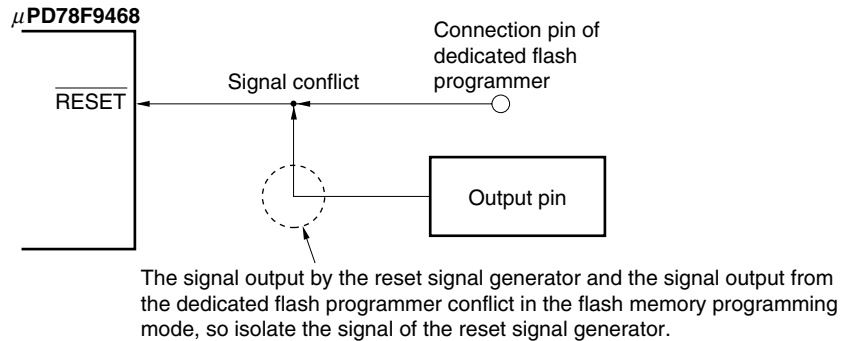 μPD78F9468
Connection pin of
dedicated flash
programmer
Signal conflict
RESET
Output pin
The signal output by the reset signal generator and the signal output from
the dedicated flash programmer conflict in the flash memory programming
mode, so isolate the signal of the reset signal generator.